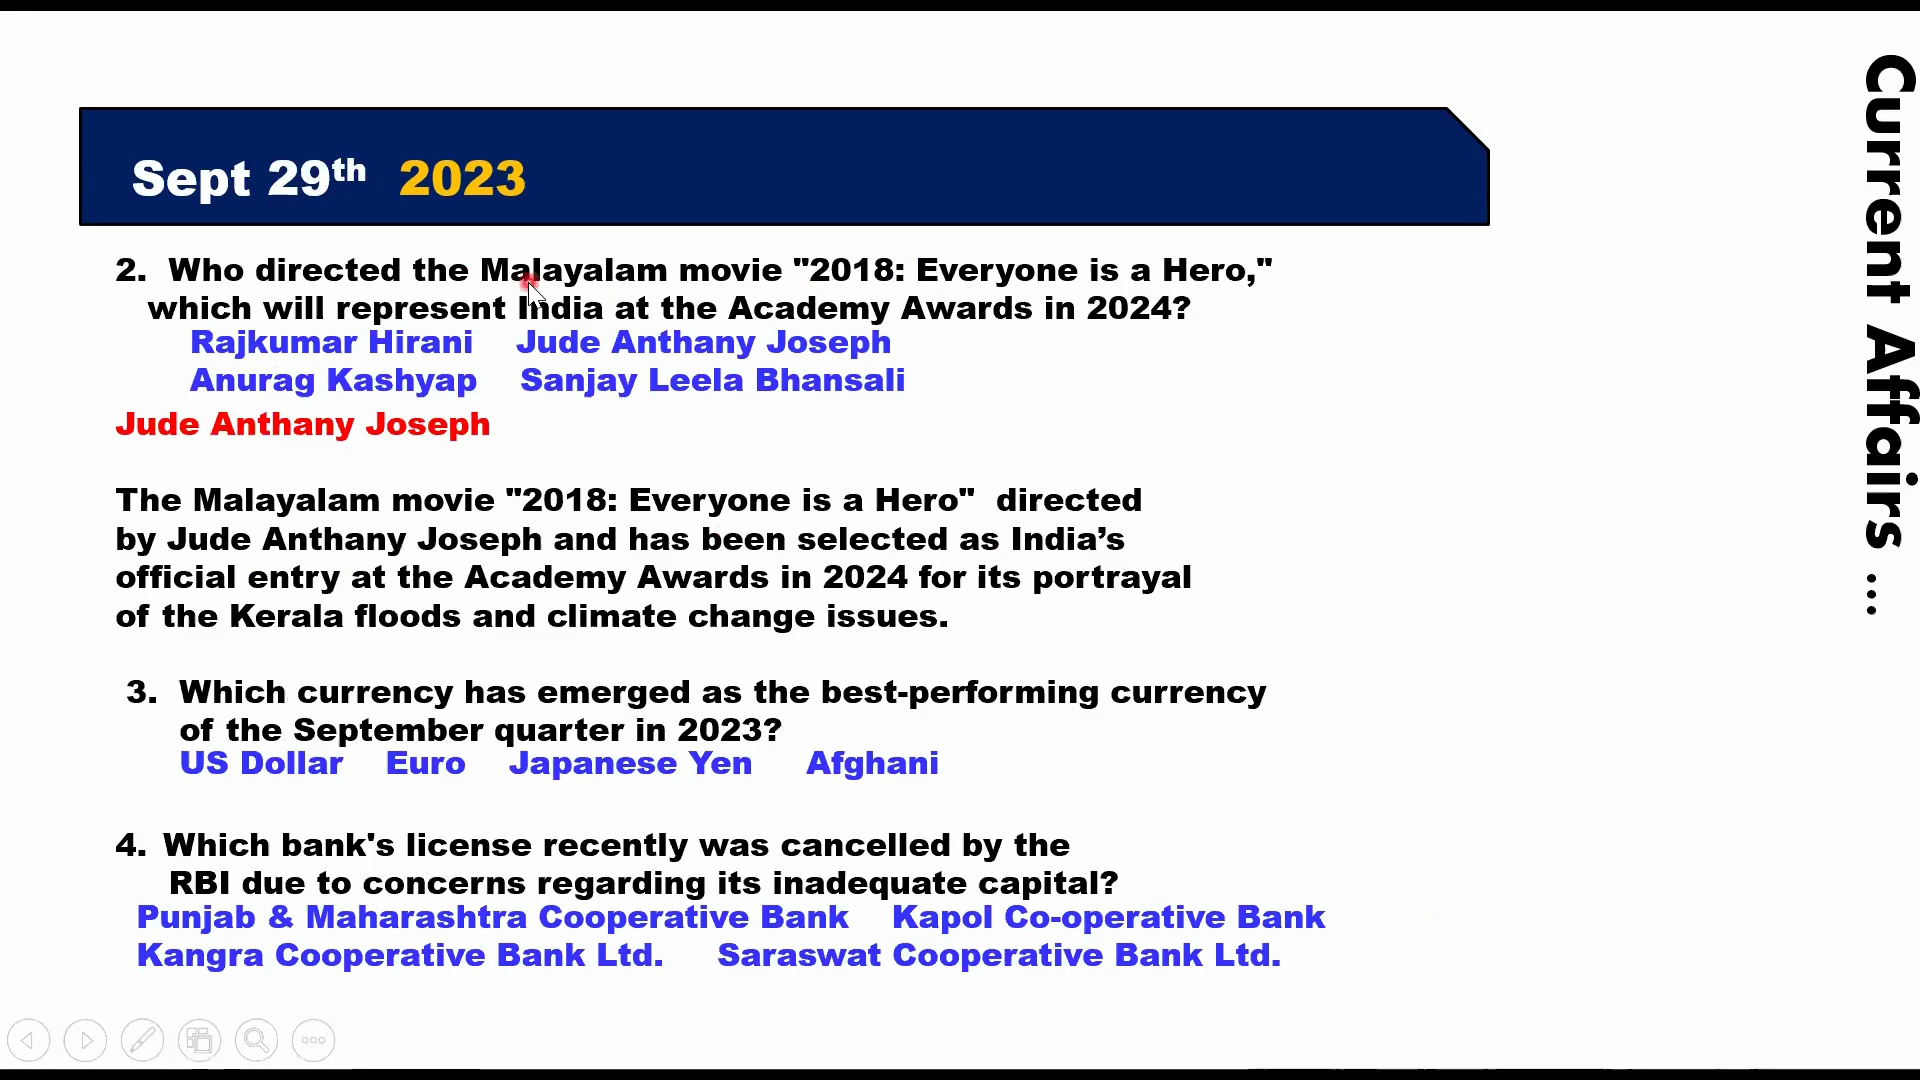 Sept 29th 2023
2. Who directed the Malayalam movie "2018: Everyone is a Hero,"
which will represent India at the Academy Awards in 2024?
Rajkumar Hirani Jude Anthany Joseph
Anurag Kashyap Sanjay Leela Bhansali
Jude Anthany Joseph
The Malayalam movie "2018: Everyone is a Hero" directed
by Jude Anthany Joseph and has been selected as India’s
official entry at the Academy Awards in 2024 for its portrayal
of the Kerala floods and climate change issues.
3. Which currency has emerged as the best-performing currency
of the September quarter in 2023?
US Dollar Euro Japanese Yen Afghani
4. Which bank's license recently was cancelled by the
RBI due to concerns regarding its inadequate capital?
Punjab & Maharashtra Cooperative Bank Kapol Co-operative Bank
Kangra Cooperative Bank Ltd. Saraswat Cooperative Bank Ltd.
Current Affairs ...